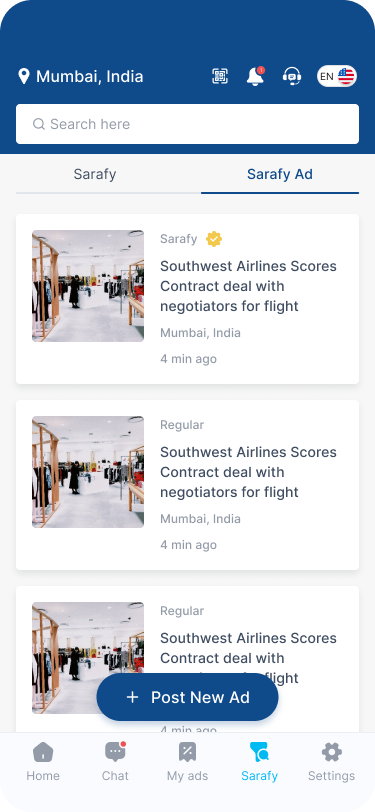 Mumbai, India
EN
Search here
Sarafy
Sarafy Ad
Sarafy
Southwest Airlines Scores
Contract deal with
negotiators for flight
Mumbai, India
4 min ago
Regular
Southwest Airlines Scores
Contract deal with
negotiators for flight
Mumbai, India
4 min ago
Regular
Southwest Airlines Scores
Contract deal with
negotiators for flight
4 min ago
+ Post New Ad
Home
Chat
My ads
Sarafy
Settings